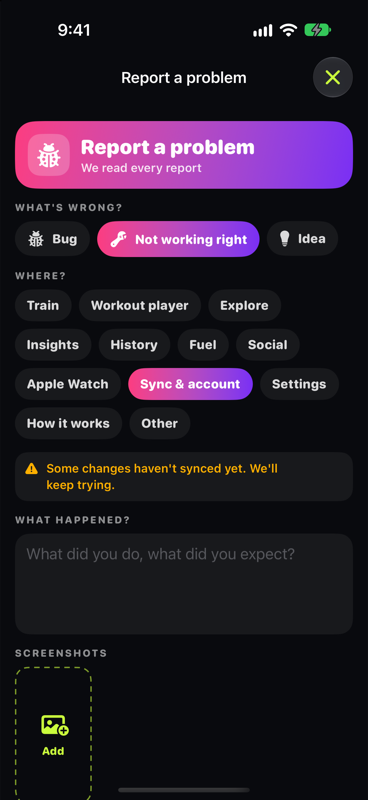 9:41
Report a problem
Report a problem
We read every report
WHAT'S WRONG?
Bug
Not working right
Idea
WHERE?
Train
Workout player
Explore
Insights
History
Fuel
Social
Apple Watch
Sync & account
Settings
How it works
Other
Some changes haven't synced yet. We'll
keep trying.
WHAT HAPPENED?
What did you do, what did you expect?
SCREENSHOTS
Add